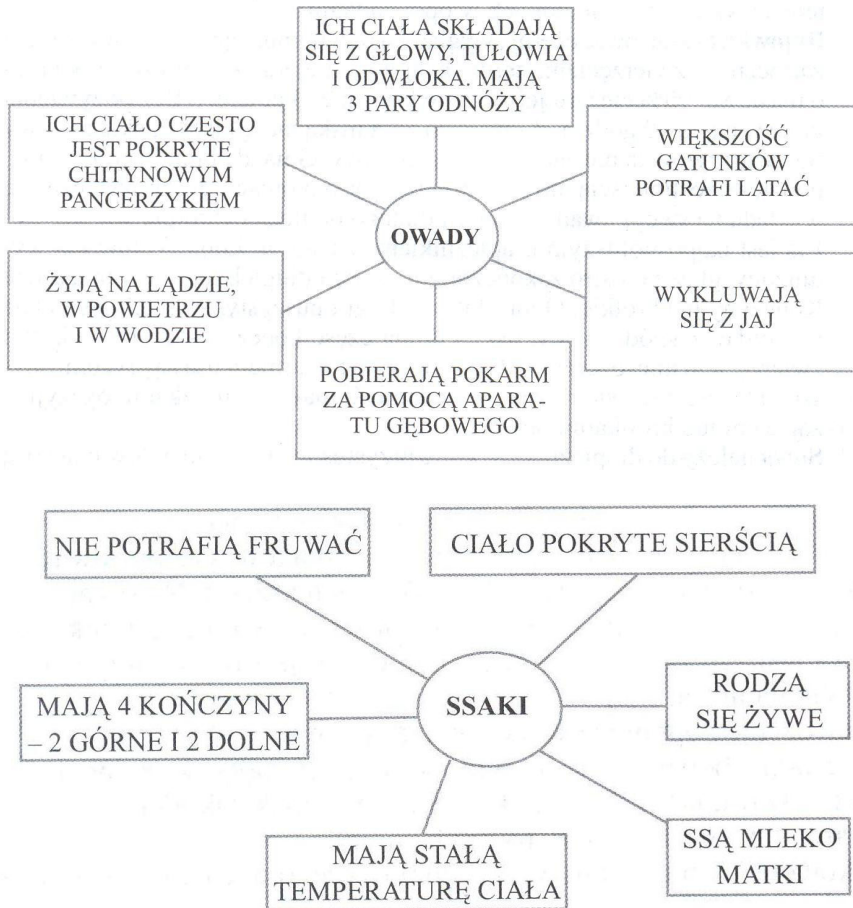 ICH CIAŁA SKŁADAJĄ
SIĘ Z GŁOWY, TUŁOWIA
I ODWŁOKA. MAJĄ
3 PARY ODNÓŻY
ICH CIAŁO CZĘSTO
JEST POKRYTE
CHITYNOWYM
PANCERZYKIEM
WIĘKSZOŚĆ
GATUNKÓW
POTRAFI LATAĆ
OWADY
ŻYJĄ NA LĄDZIE,
W POWIETRZU
I W WODZIE
WYKLUWAJĄ
SIĘ Z JAJ
POBIERAJĄ POKARM
ZA POMOCĄ APARA-
TU GĘBOWEGO
NIE POTRAFIĄ FRUWAĆ
CIAŁO POKRYTE SIERŚCIĄ
SSAKI
MAJĄ 4 KOŃCZYNY
– 2 GÓRNE I 2 DOLNE
RODZĄ
SIĘ ŻYWE
MAJĄ STAŁĄ
TEMPERATURĘ CIAŁA
SSĄ MLEKO
MATKI